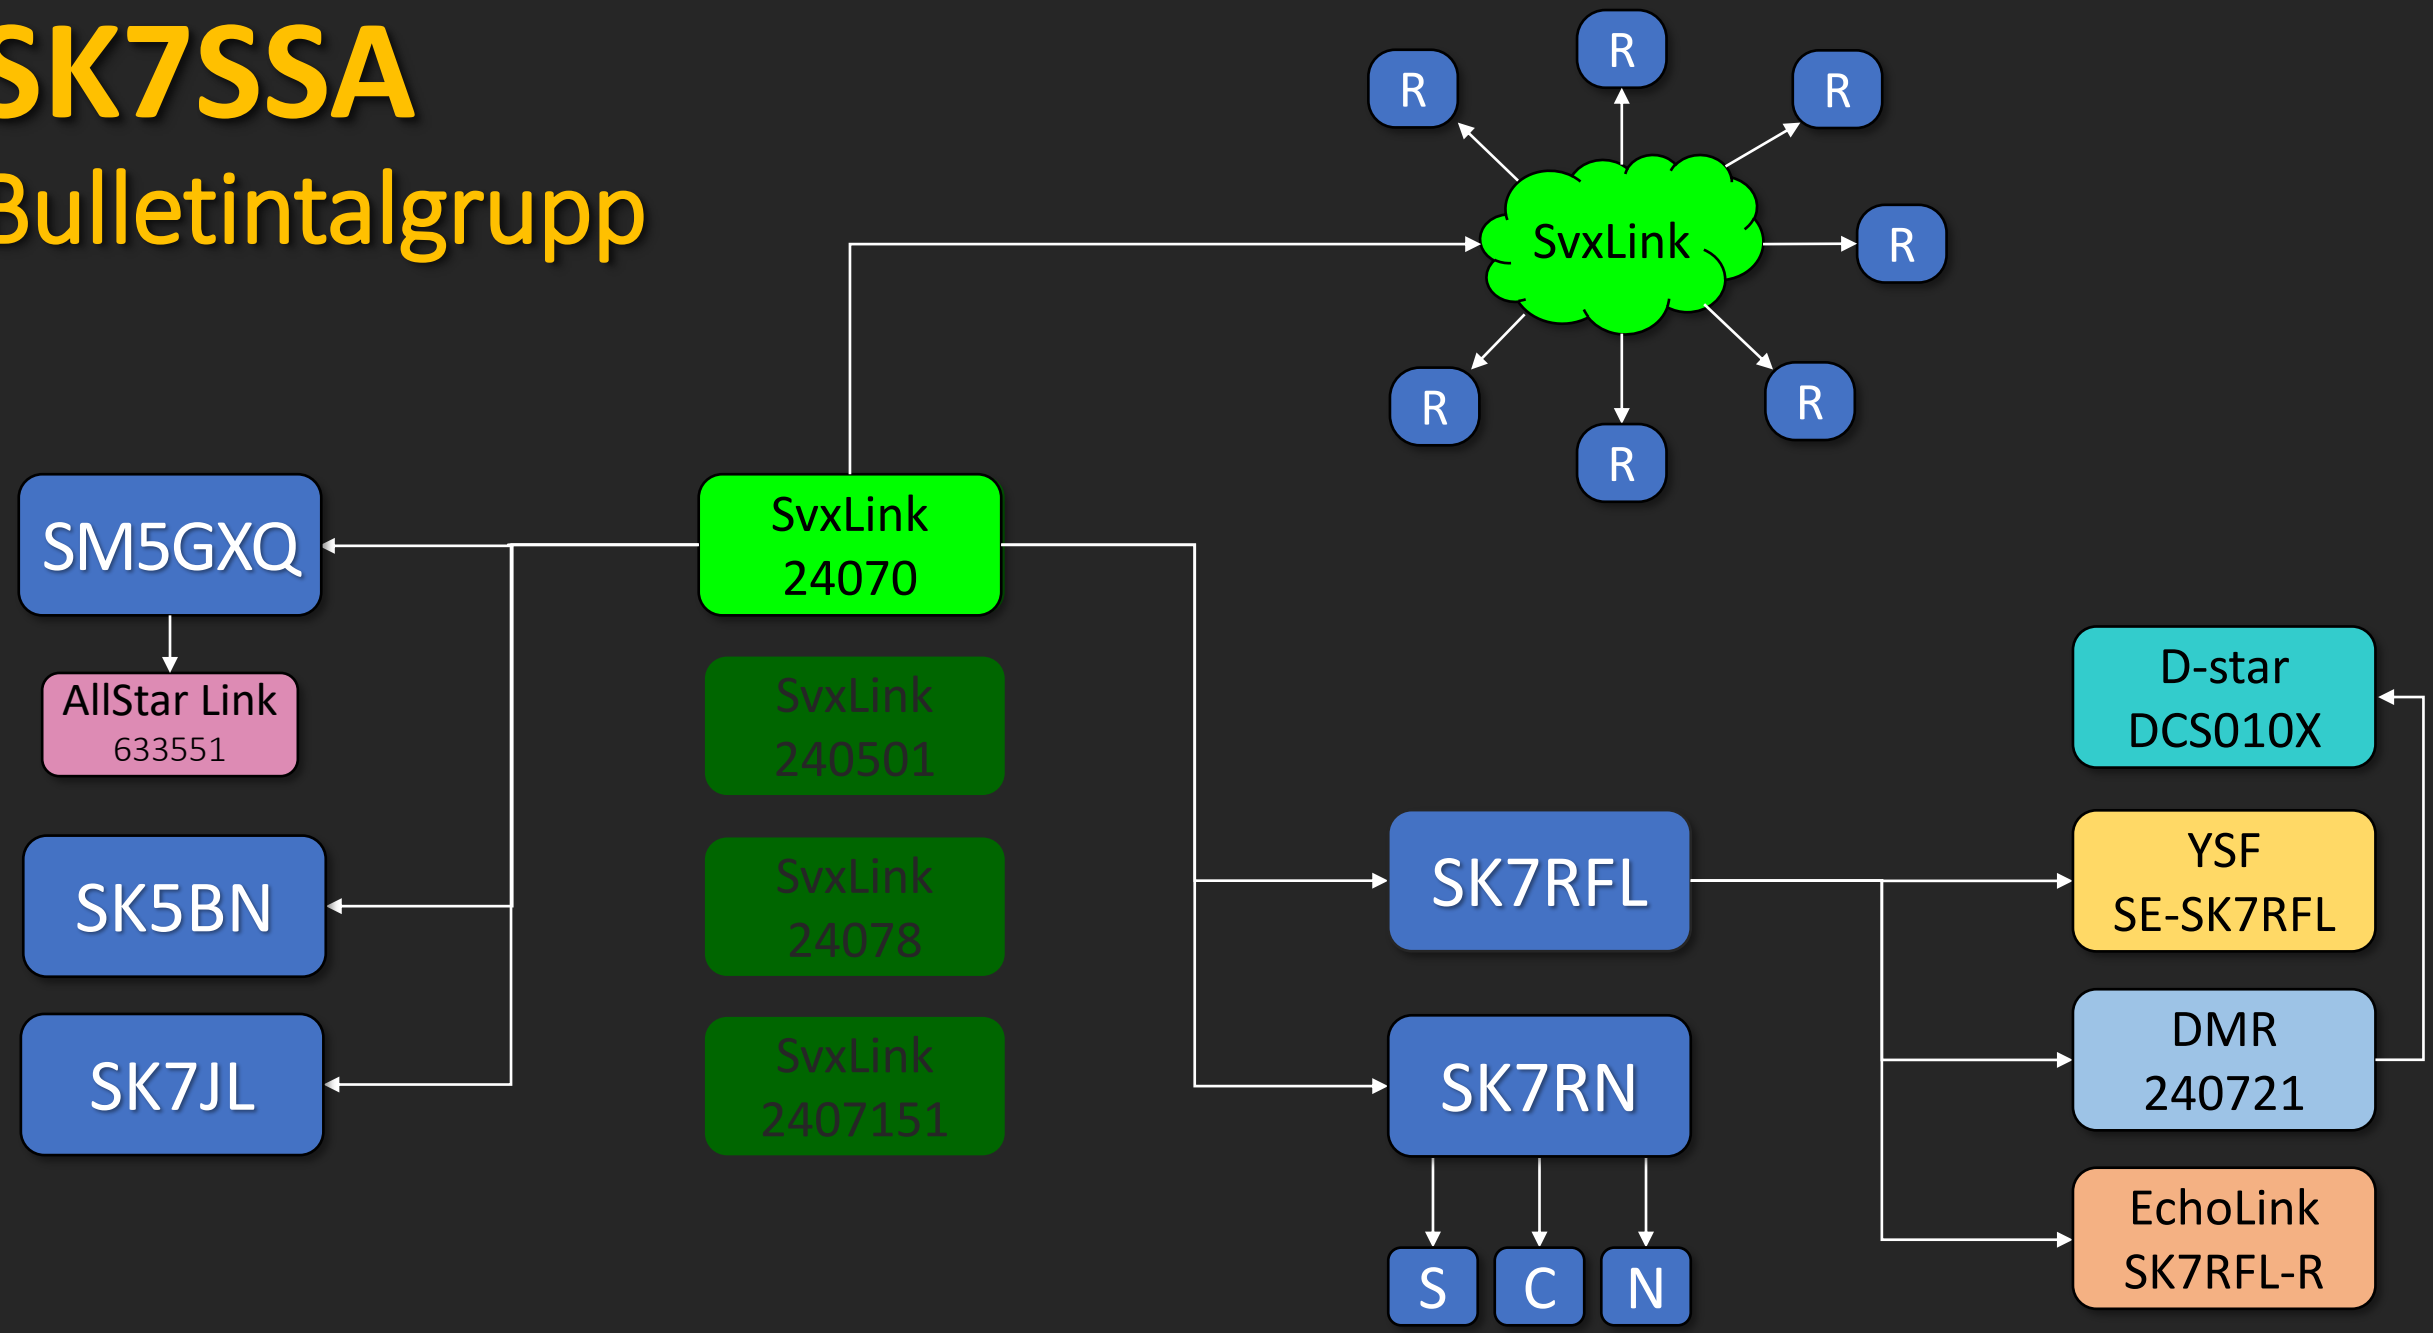 SK7SSA
Bulletintalgrupp
R
R
R
R
R
R
R
R
SvxLink
SM5GXQ
AllStar Link
633551
SK5BN
SK7JL
SvxLink
24070
SvxLink
240501
SvxLink
24078
SvxLink
2407151
SK7RFL
SK7RN
S C N
D-star
DCS010X
YSF
SE-SK7RFL
DMR
240721
EchoLink
SK7RFL-R